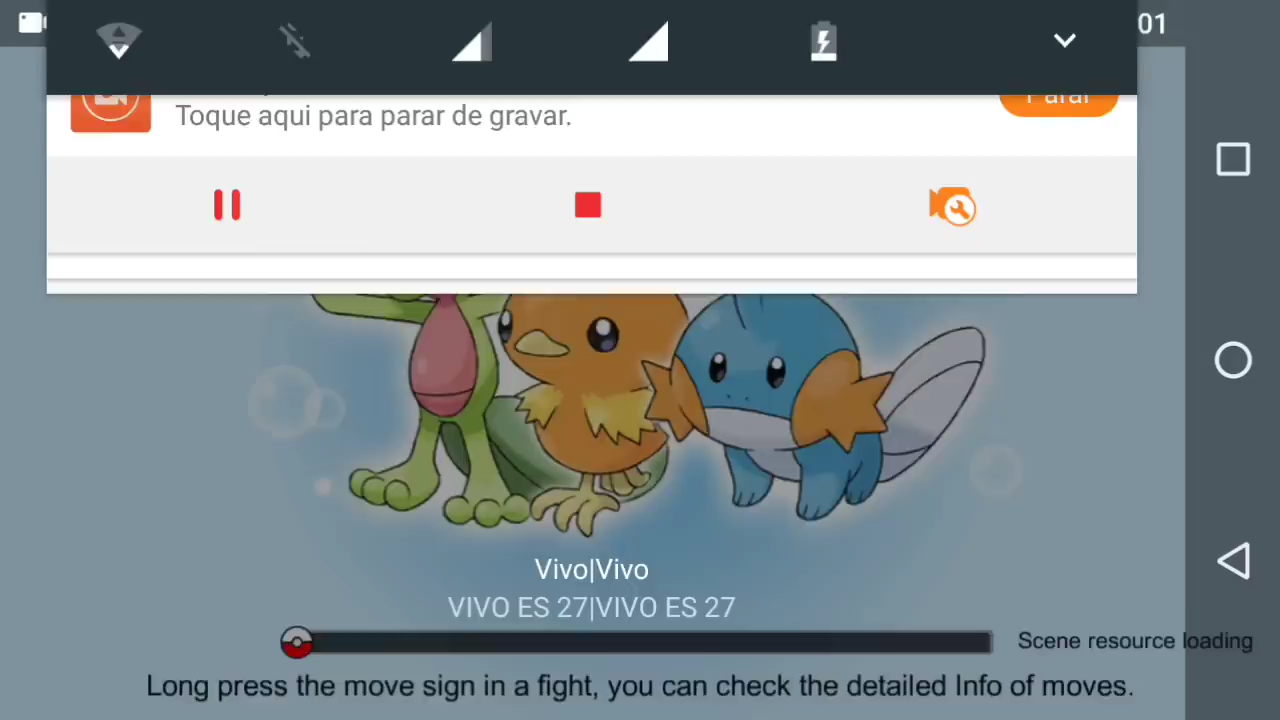 01
Parar
Toque aqui para parar de gravar.
Vivo|Vivo
VIVO ES 27|VIVO ES 27
Scene resource loading
Long press the move sign in a fight, you can check the detailed Info of moves.